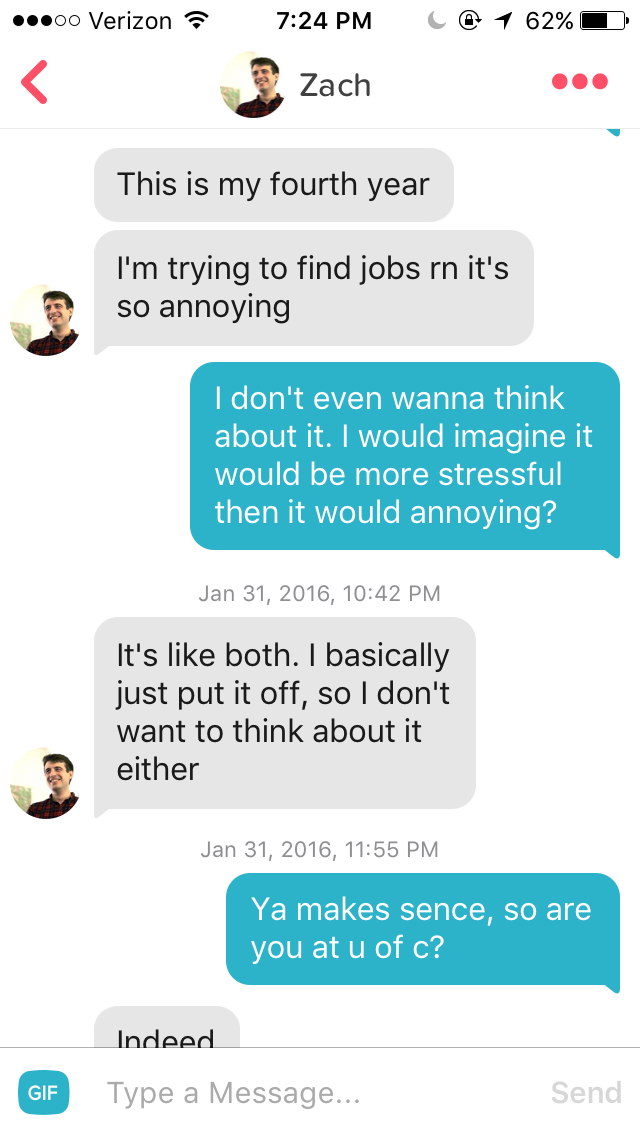 Verizon 7:24 PM 62%
Zach
This is my fourth year
I'm trying to find jobs rn it's
so annoying
I don't even wanna think
about it. I would imagine it
would be more stressful
then it would annoying?
Jan 31, 2016, 10:42 PM
It's like both. I basically
just put it off, so I don't
want to think about it
either
Jan 31, 2016, 11:55 PM
Ya makes sence, so are
you at u of c?
Indeed
GIF Type a Message... Send